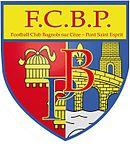 F.C.B.P.
Football Club Bagnols sur Cèze – Pont Saint Esprit
B
P